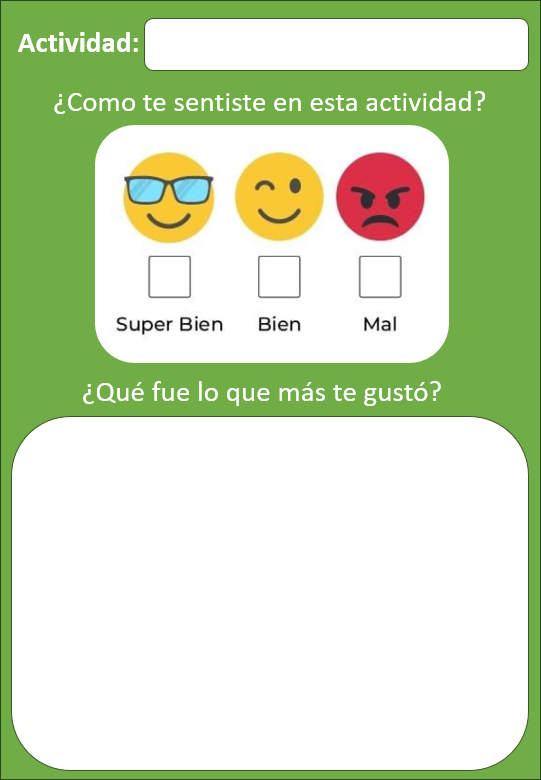 Actividad:
¿Como te sentiste en esta actividad?
Super Bien Bien Mal
¿Qué fue lo que más te gustó?